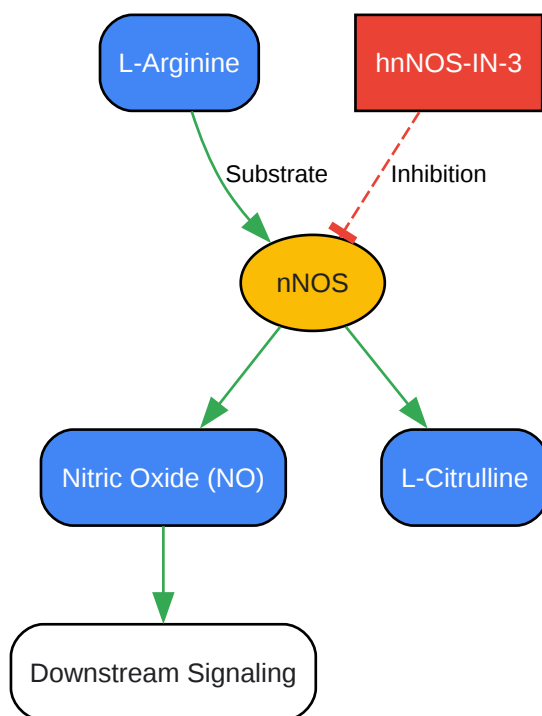 L-Arginine
hnNOS-IN-3
Substrate
Inhibition
nNOS
Nitric Oxide (NO)
L-Citrulline
Downstream Signaling